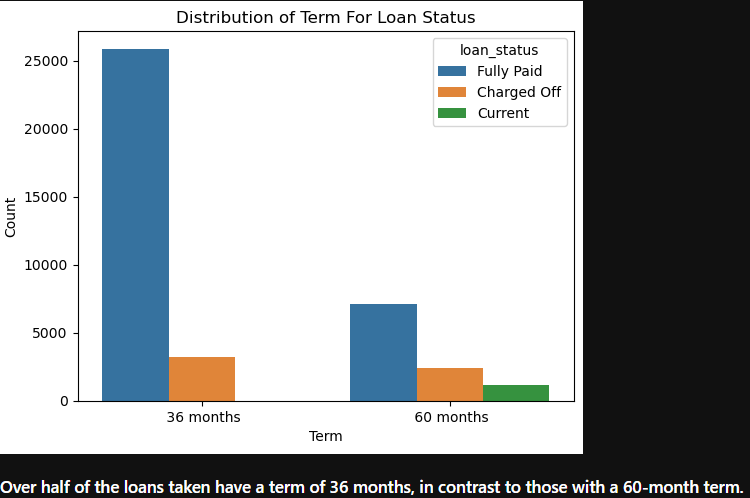 Distribution of Term For Loan Status
loan_status
Fully Paid
Charged Off
Current
25000
20000
15000
10000
5000
0
Count
36 months
60 months
Term
Over half of the loans taken have a term of 36 months, in contrast to those with a 60-month term.